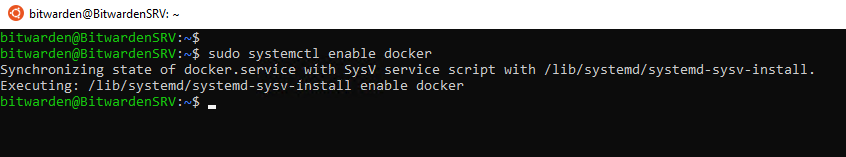 bitwarden@BitwardenSRV: ~
bitwarden@BitwardenSRV:~$
bitwarden@BitwardenSRV:~$ sudo systemctl enable docker
Synchronizing state of docker.service with SysV service script with /lib/systemd/systemd-sysv-install.
Executing: /lib/systemd/systemd-sysv-install enable docker
bitwarden@BitwardenSRV:~$